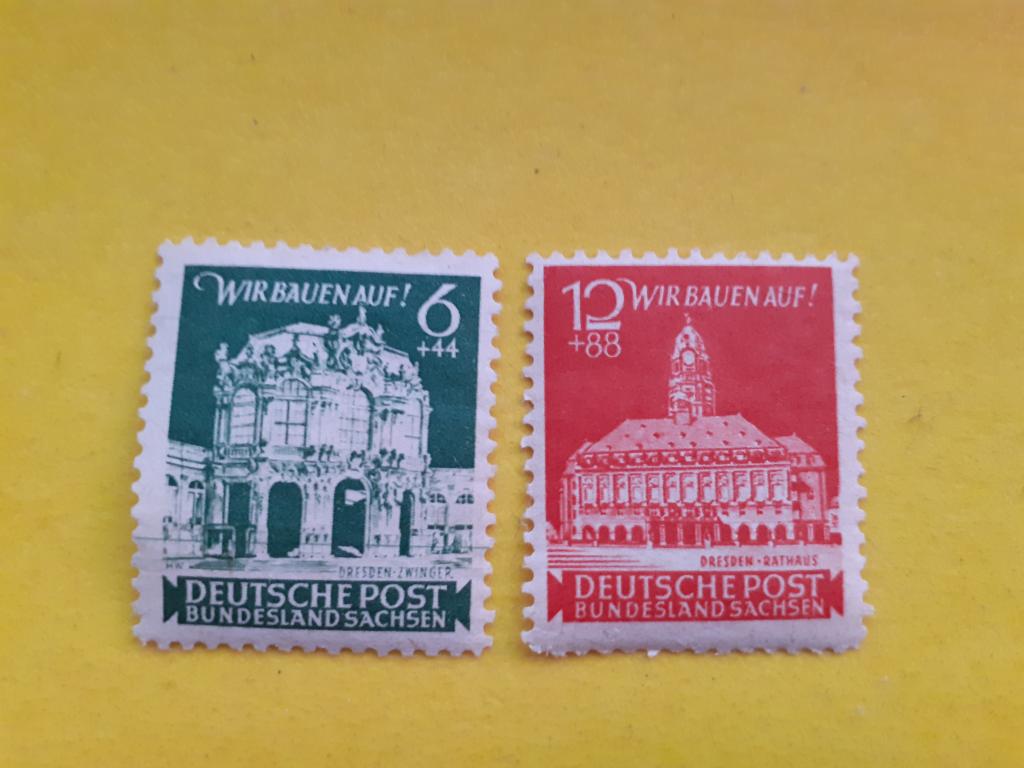 WIR BAUEN AUF! 6
+44
HW
DRESDEN-ZWINGER
DEUTSCHE POST
BUNDESLAND SACHSEN
12 WIR BAUEN AUF!
+88
DRESDEN-RATHAUS
DEUTSCHE POST
BUNDESLAND SACHSEN